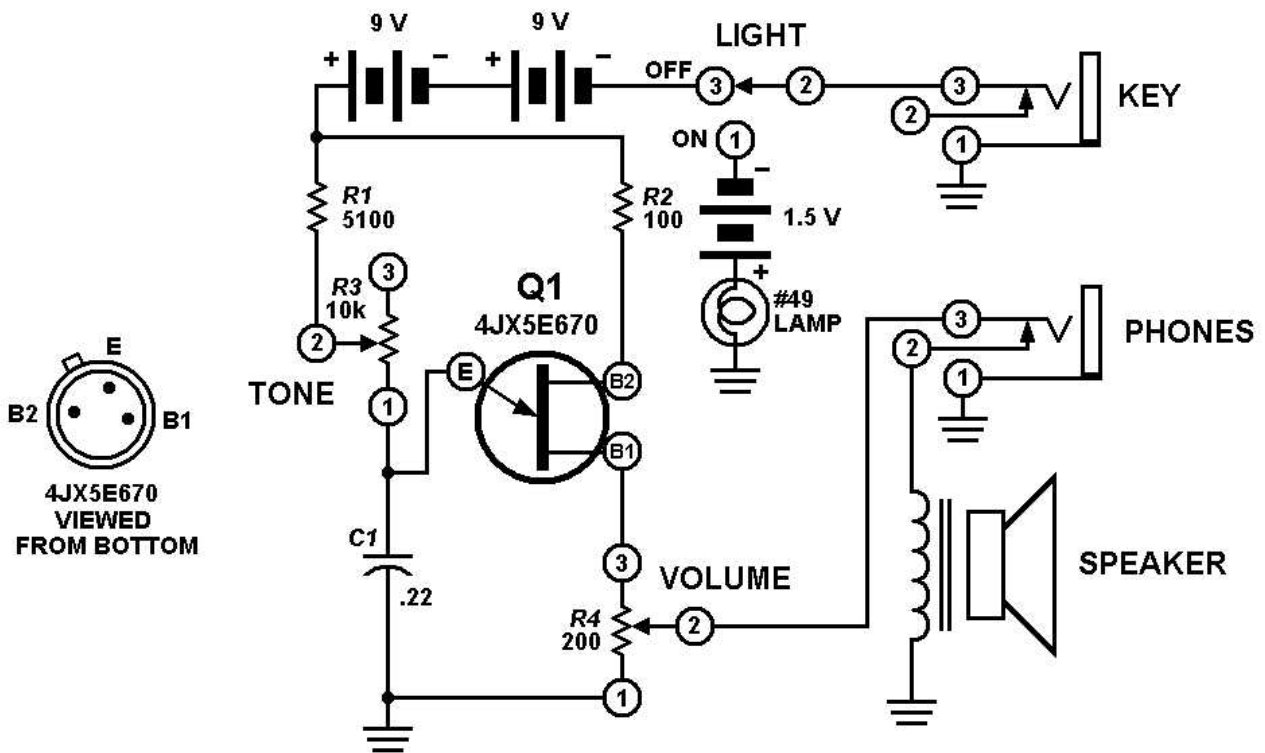 9 V
9 V
LIGHT
+
−
+
−
OFF
3
2
3
KEY
2
ON
1
1
−
R1
5100
R2
100
1.5 V
+
3
R3
10k
Q1
4JX5E670
#49
LAMP
3
PHONES
2
2
E
E
B2
1
TONE
1
B2
B1
B1
4JX5E670
VIEWED
FROM BOTTOM
C1
.22
3
VOLUME
SPEAKER
R4
200
2
1